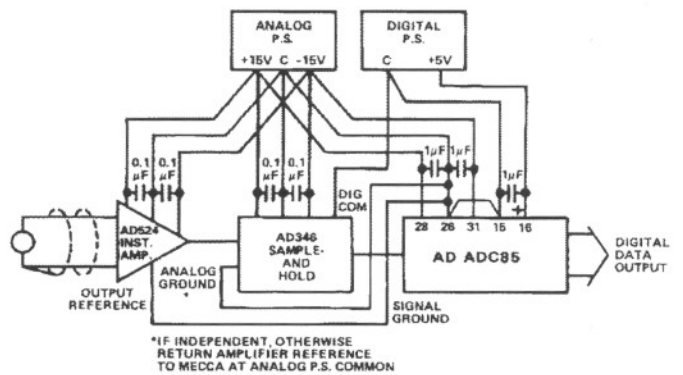 ANALOG
P.S.
+15V C -15V
DIGITAL
P.S.
C +5V
0.1
µF
0.1
µF
0.1
µF
0.1
µF
1µF
1µF
1µF
DIG
COM
+
AD524
INST.
AMP.
AD346
SAMPLE-
AND
HOLD
28 26 31 15 16
AD ADC85
DIGITAL
DATA
OUTPUT
ANALOG
GROUND
*
OUTPUT
REFERENCE
SIGNAL
GROUND
*IF INDEPENDENT, OTHERWISE
RETURN AMPLIFIER REFERENCE
TO MECCA AT ANALOG P.S. COMMON